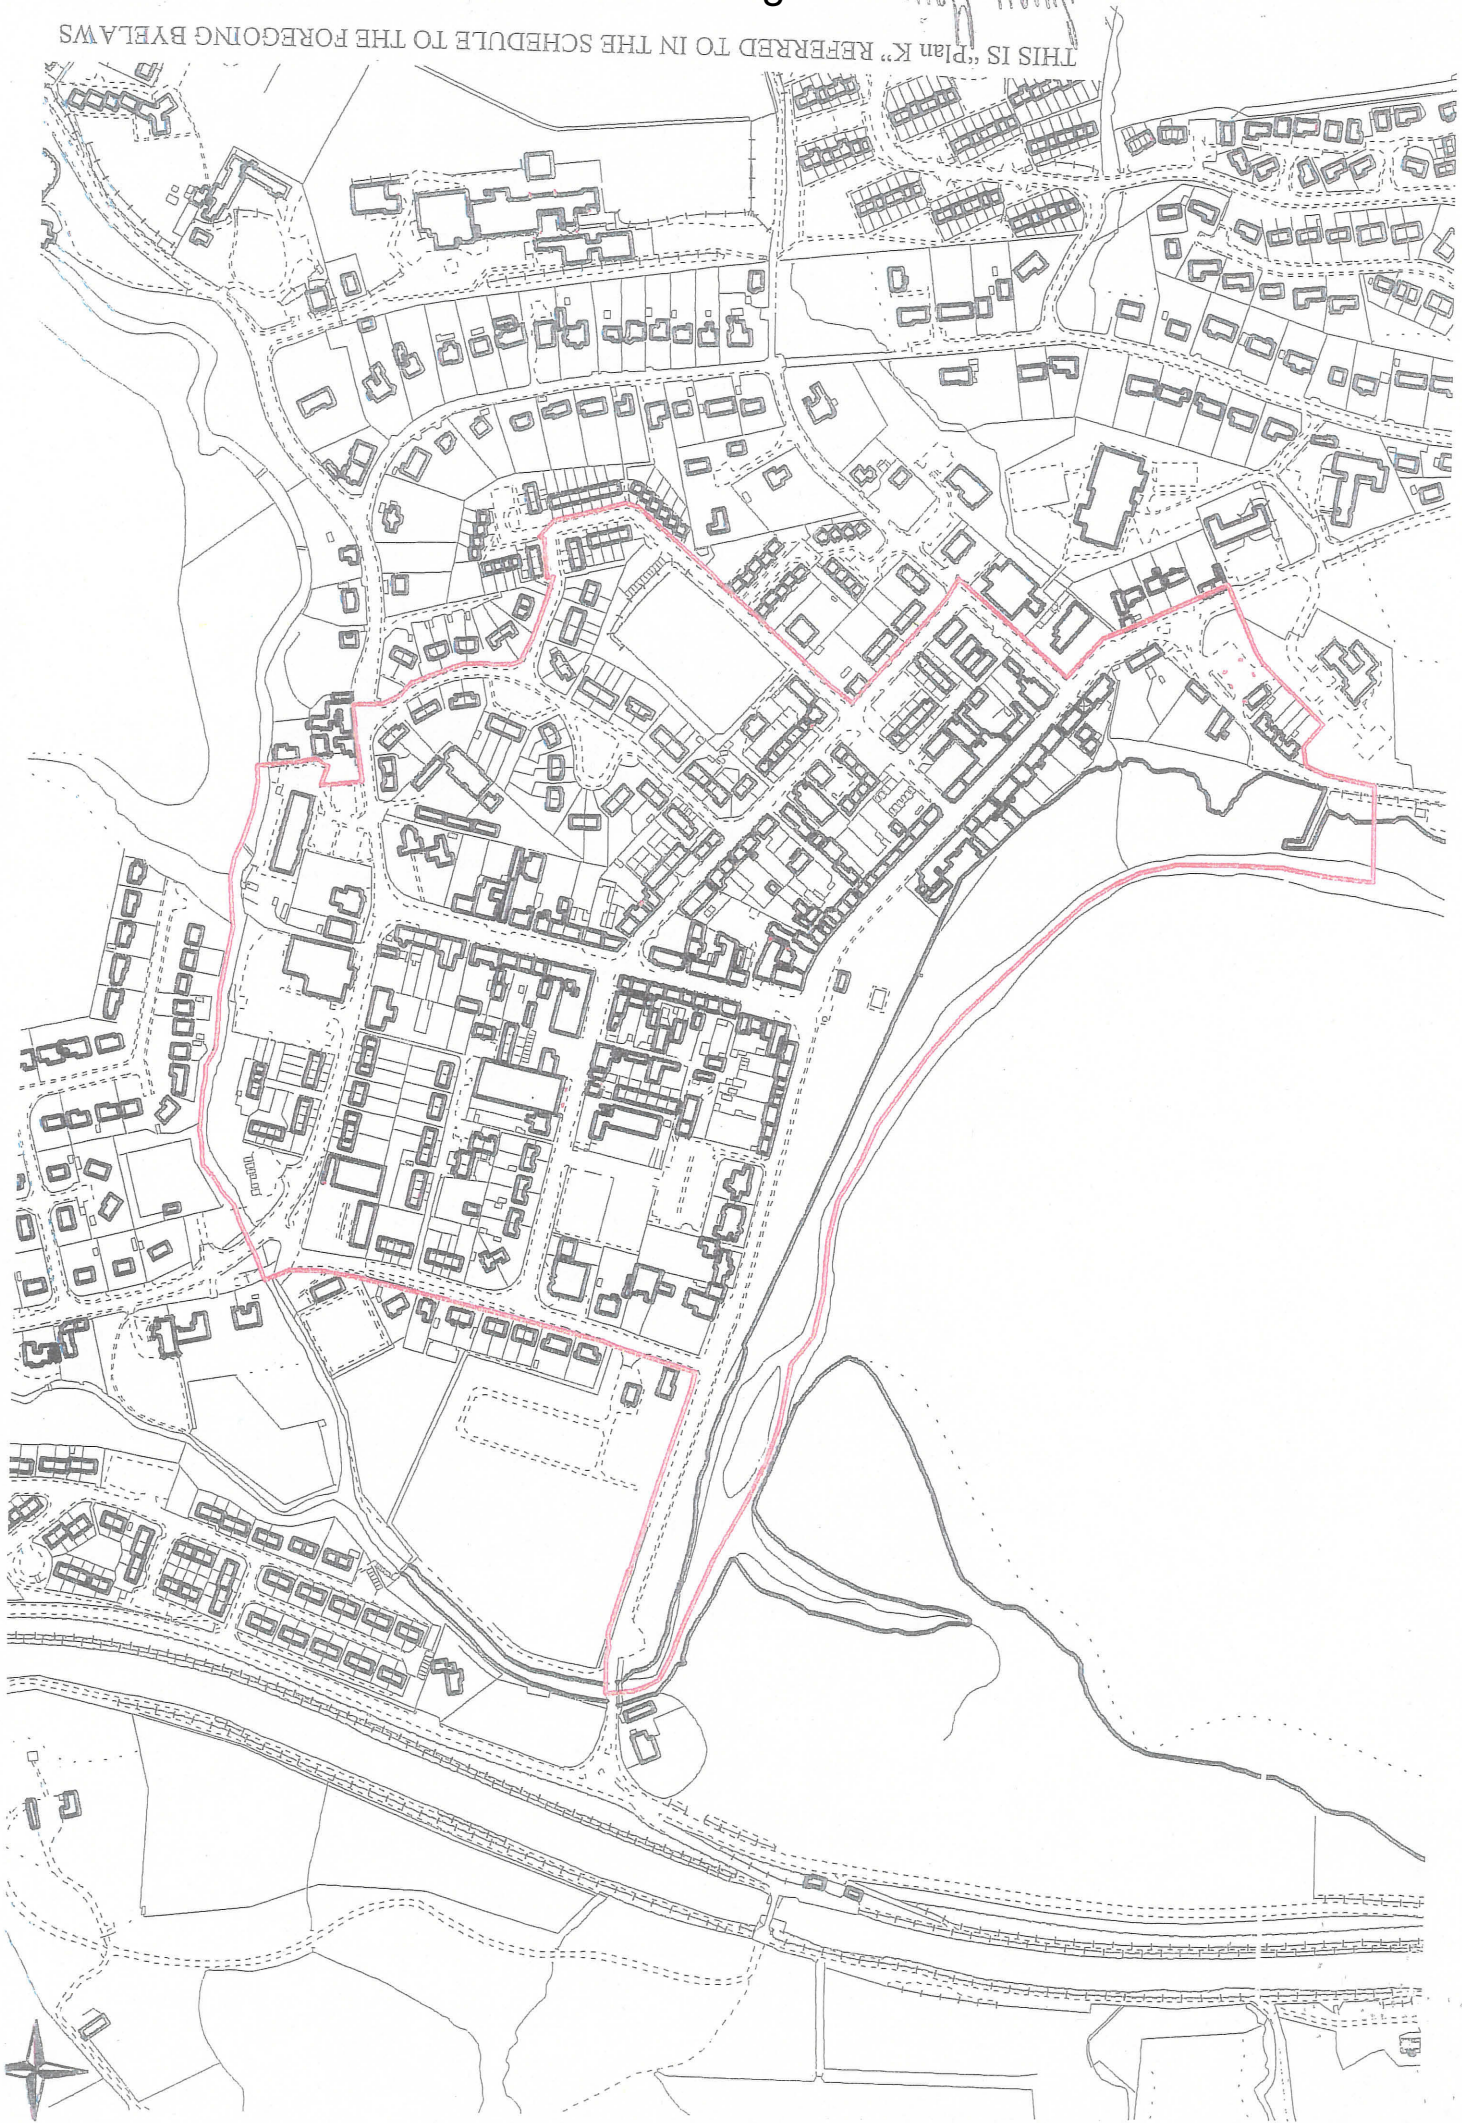 THIS IS “Plan K” REFERRED TO IN THE SCHEDULE TO THE FOREGOING BYELAWS